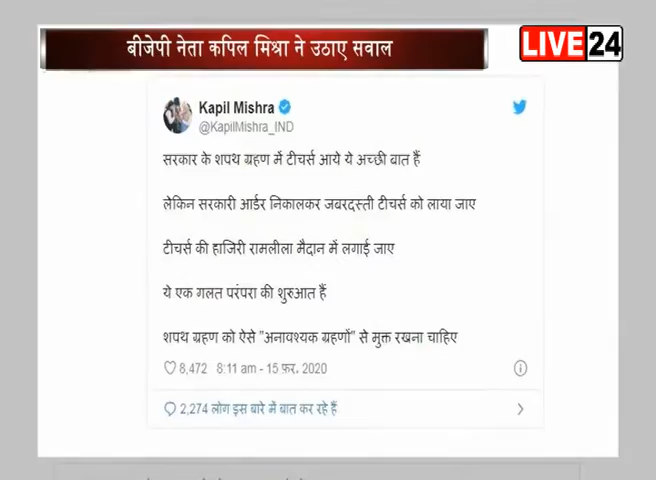 बीजेपी नेता कपिल मिश्रा ने उठाए सवाल
LIVE 24
Kapil Mishra
@KapilMishra_IND
सरकार के शपथ ग्रहण में टीचर्स आये ये अच्छी बात हैं
लेकिन सरकारी आर्डर निकालकर जबरदस्ती टीचर्स को लाया जाए
टीचर्स की हाजिरी रामलीला मैदान में लगाई जाए
ये एक गलत परंपरा की शुरुआत हैं
शपथ ग्रहण को ऐसे "अनावश्यक ग्रहणों" से मुक्त रखना चाहिए
8,472 8:11 am - 15 फ़र. 2020
2,274 लोग इस बारे में बात कर रहे हैं